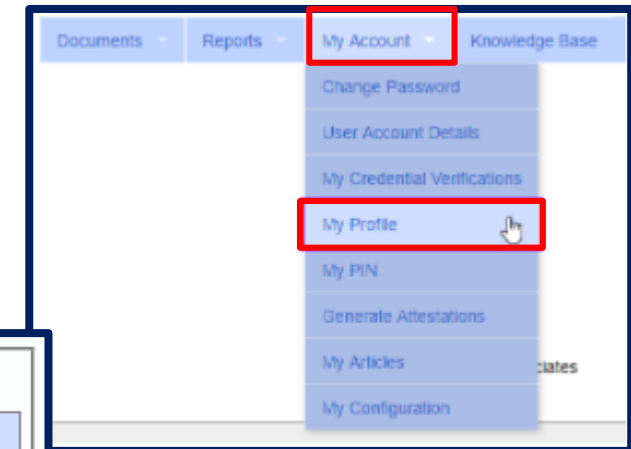 Documents Reports My Account Knowledge Base
Change Password
User Account Details
My Credential Verifications
My Profile
My PIN
Generate Attestations
My Articles
ciates
My Configuration